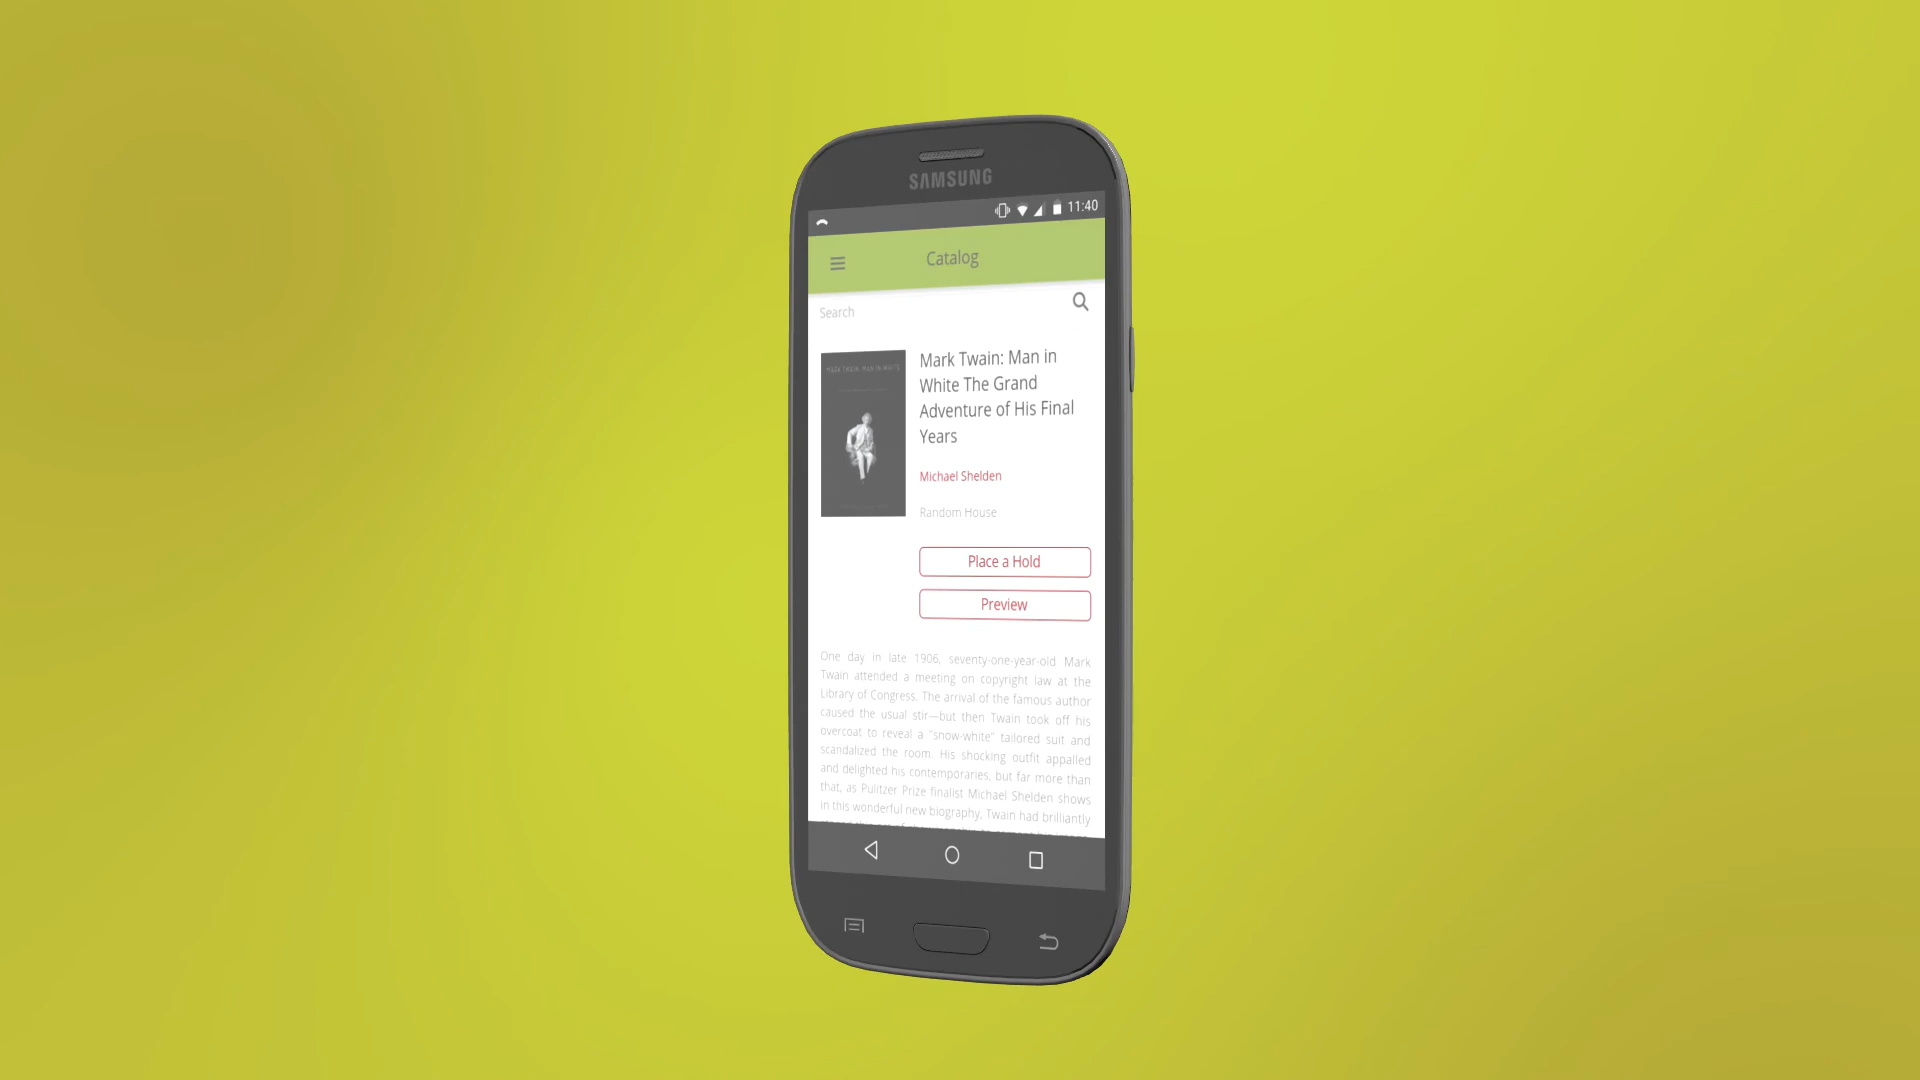 SAMSUNG
11:40
Catalog
Search
MARK TWAIN: MAN IN WHITE
Mark Twain: Man in
White The Grand
Adventure of His Final
Years
Michael Shelden
Random House
Place a Hold
Preview
One day in late 1906, seventy-one-year-old Mark
Twain attended a meeting on copyright law at the
Library of Congress. The arrival of the famous author
caused the usual stir—but then Twain took off his
overcoat to reveal a "snow-white" tailored suit and
scandalized the room. His shocking outfit appalled
and delighted his contemporaries, but far more than
that, as Pulitzer Prize finalist Michael Shelden shows
in this wonderful new biography, Twain had brilliantly